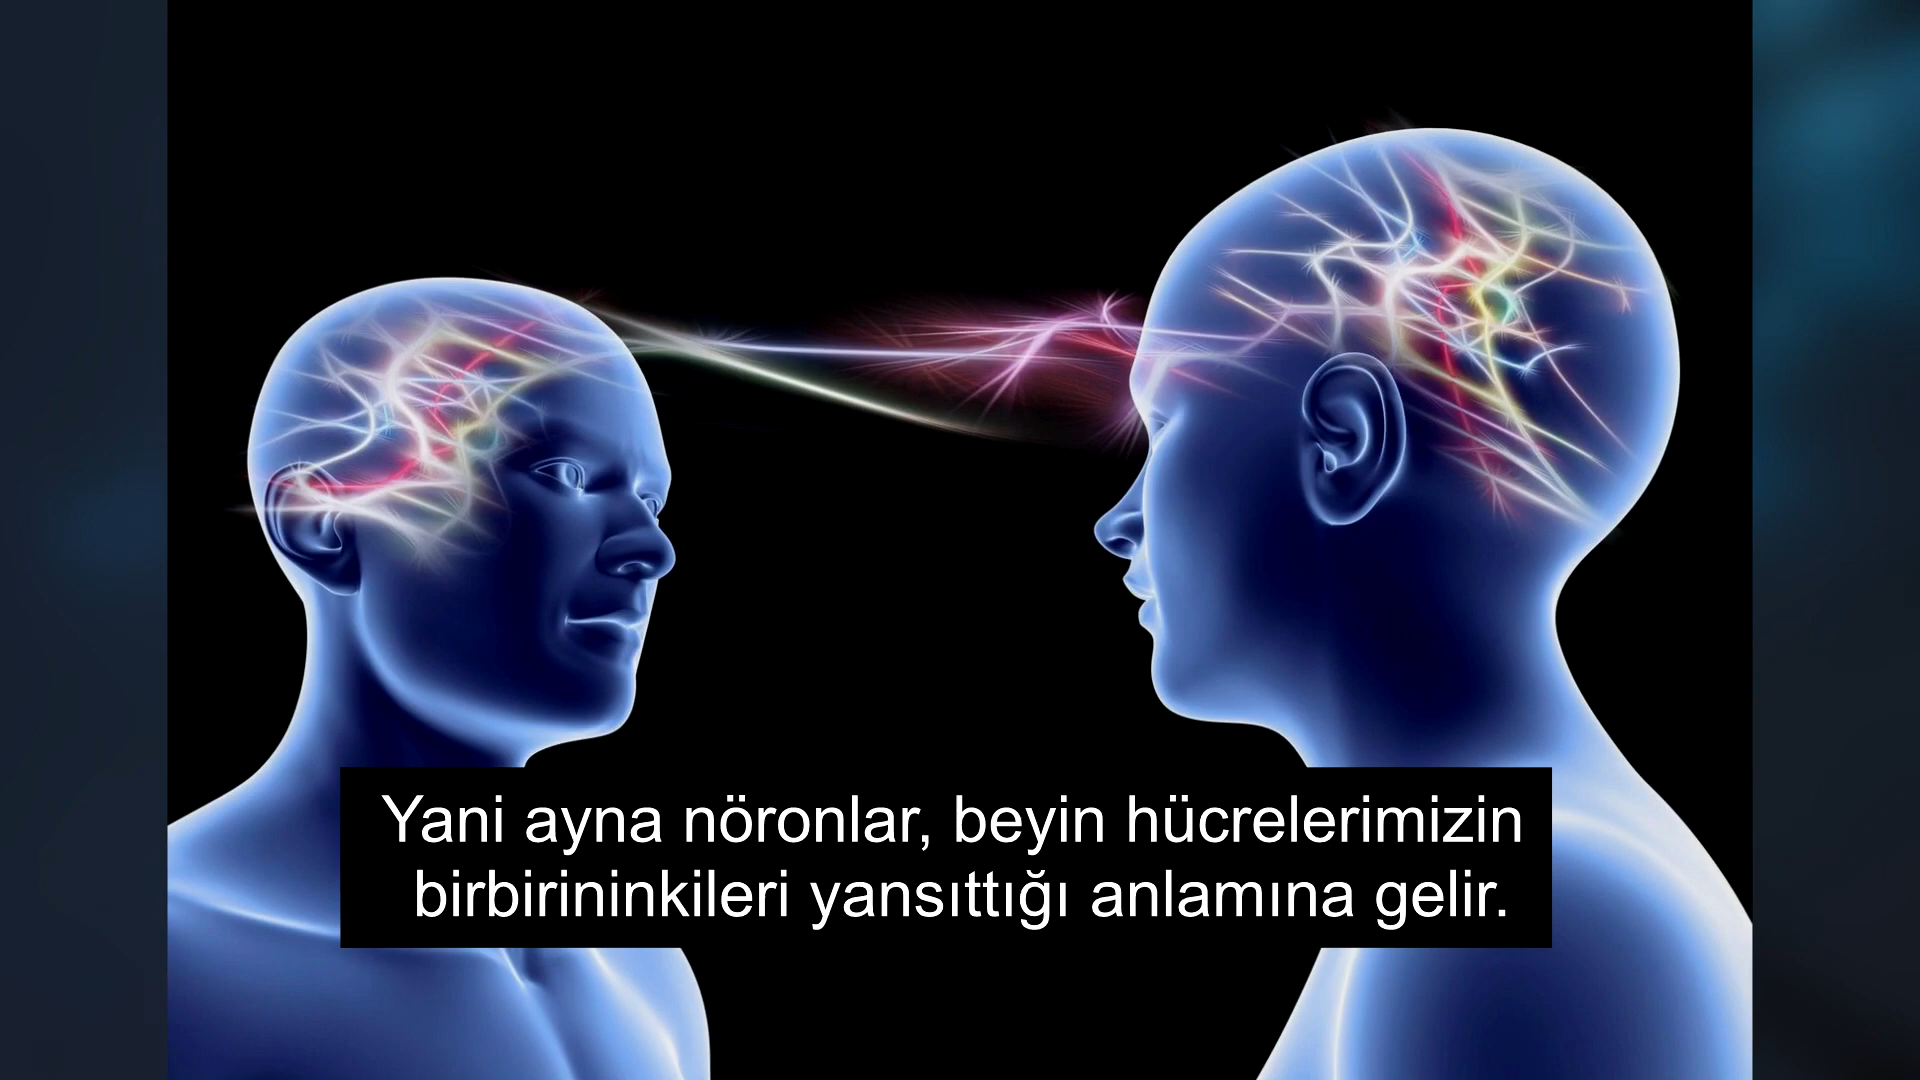 Yani ayna nöronlar, beyin hücrelerimizin
birbirininkileri yansıttığı anlamına gelir.